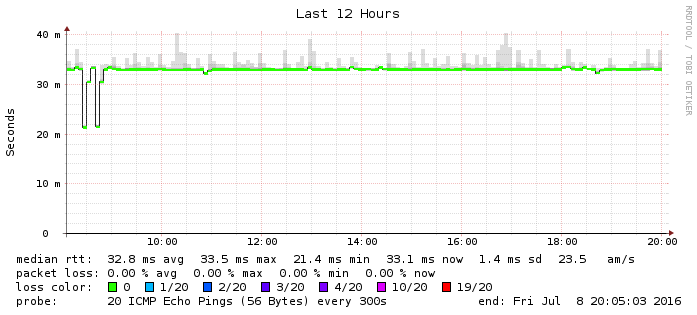 Last 12 Hours
RRDTOOL / TOBI OETIKER
Seconds
40 m
30 m
20 m
10 m
0
10:00 12:00 14:00 16:00 18:00 20:00
median rtt: 32.8 ms avg 33.5 ms max 21.4 ms min 33.1 ms now 1.4 ms sd 23.5 am/s
packet loss: 0.00 % avg 0.00 % max 0.00 % min 0.00 % now
loss color: 0 1/20 2/20 3/20 4/20 10/20 19/20
probe: 20 ICMP Echo Pings (56 Bytes) every 300s end: Fri Jul 8 20:05:03 2016